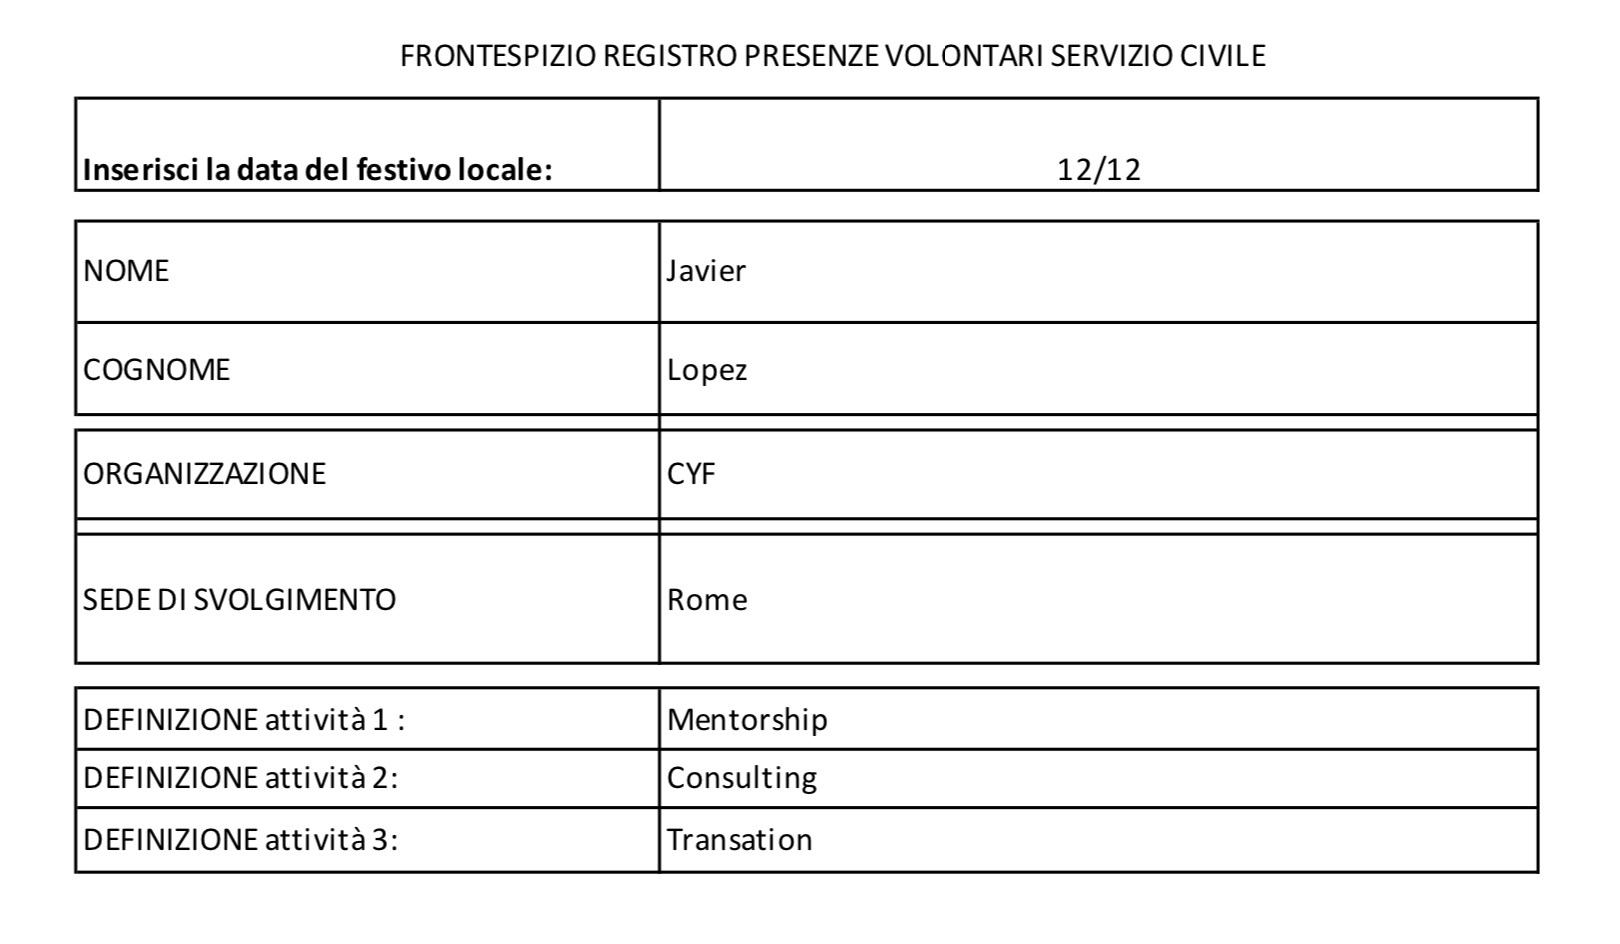 FRONTESPIZIO REGISTRO PRESENZE VOLONTARI SERVIZIO CIVILE
Inserisci la data del festivo locale: 12/12
NOME Javier
COGNOME Lopez
ORGANIZZAZIONE CYF
SEDE DI SVOLGIMENTO Rome
DEFINIZIONE attività 1 : Mentorship
DEFINIZIONE attività 2: Consulting
DEFINIZIONE attività 3: Transation